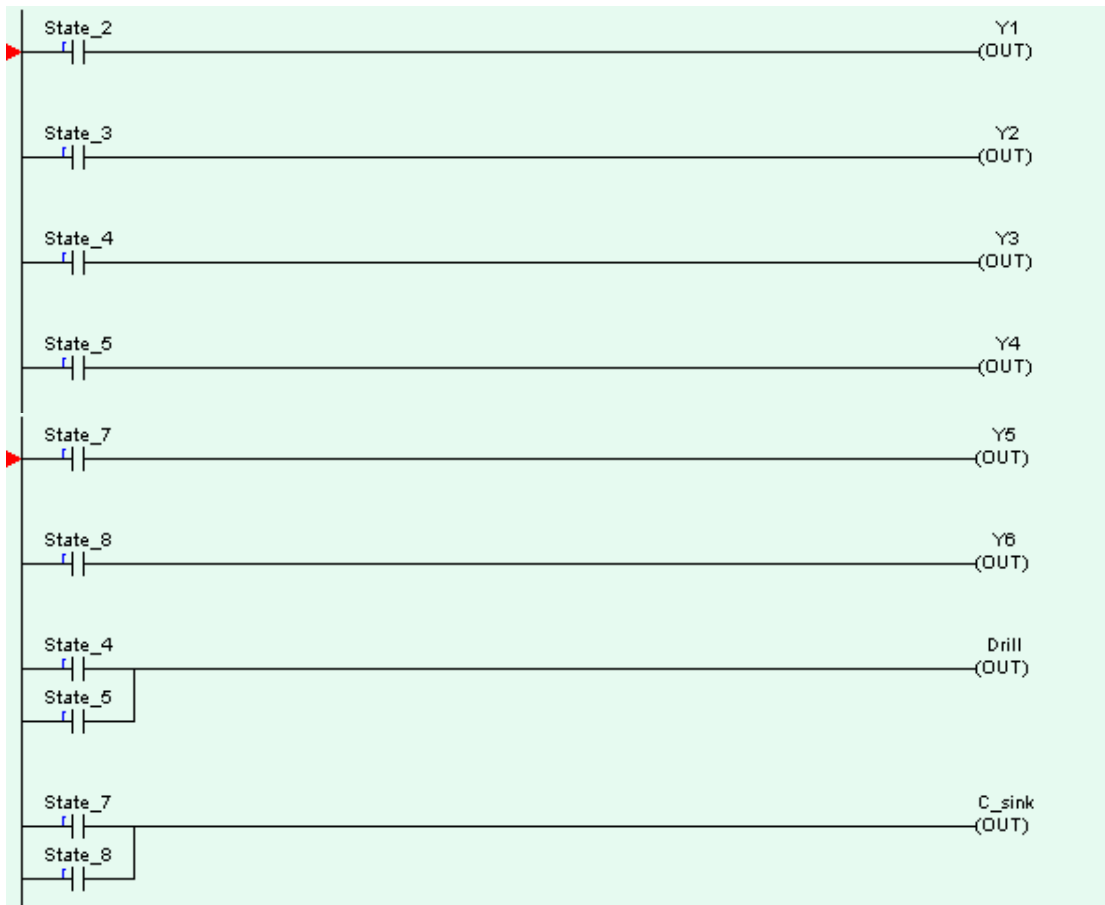 State_2 Y1
(OUT)
State_3 Y2
(OUT)
State_4 Y3
(OUT)
State_5 Y4
(OUT)
State_7 Y5
(OUT)
State_8 Y6
(OUT)
State_4 Drill
(OUT)
State_5
State_7 C_sink
(OUT)
State_8